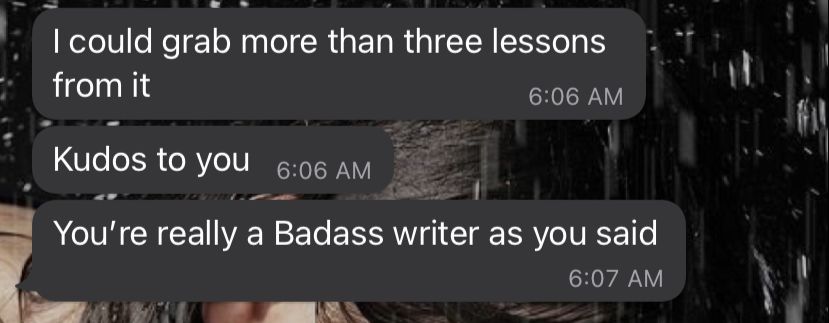 I could grab more than three lessons
from it
6:06 AM
Kudos to you 6:06 AM
You're really a Badass writer as you said
6:07 AM